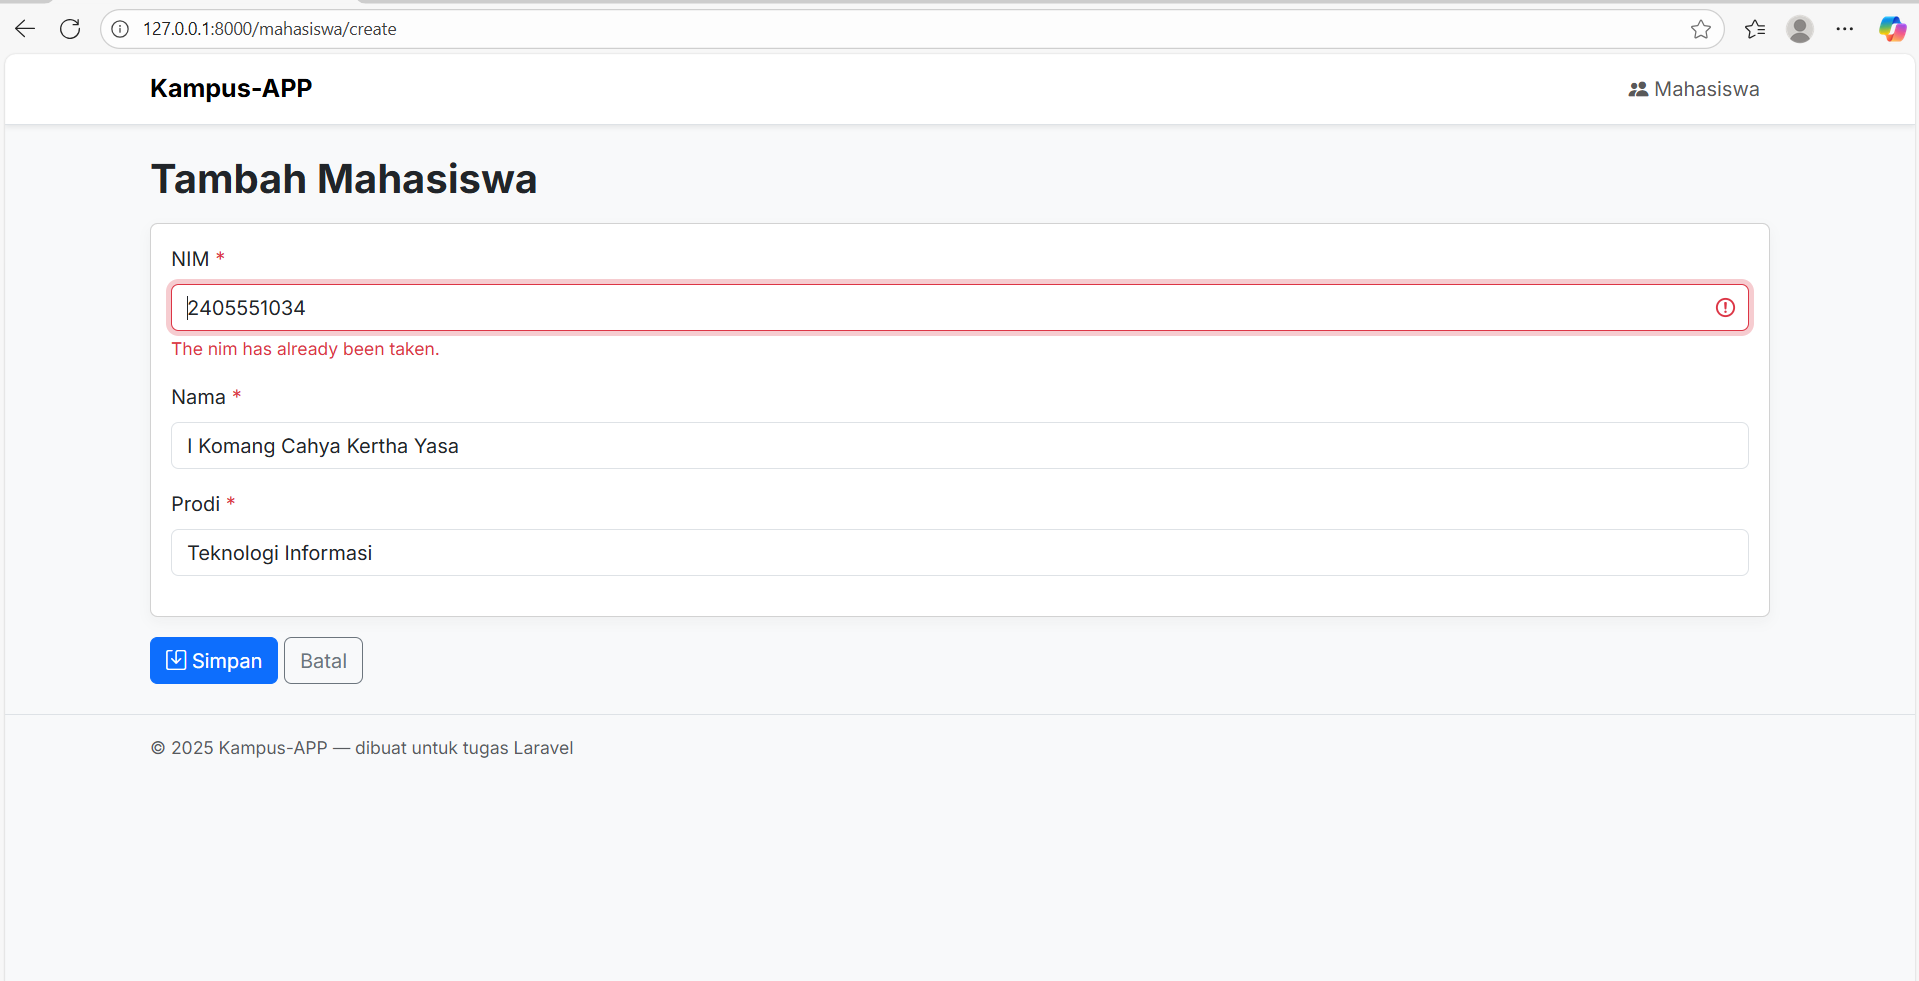 127.0.0.1:8000/mahasiswa/create
Kampus-APP
Mahasiswa
Tambah Mahasiswa
NIM *
2405551034
The nim has already been taken.
Nama *
I Komang Cahya Kertha Yasa
Prodi *
Teknologi Informasi
Simpan
Batal
© 2025 Kampus-APP — dibuat untuk tugas Laravel